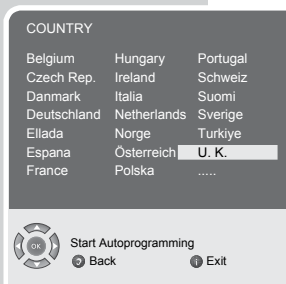 COUNTRY
Belgium Hungary Portugal
Czech Rep. Ireland Schweiz
Danmark Italia Suomi
Deutschland Netherlands Sverige
Ellada Norge Turkiye
Espana Österreich U. K.
France Polska .....
OK
Start Autoprogramming
Back i Exit